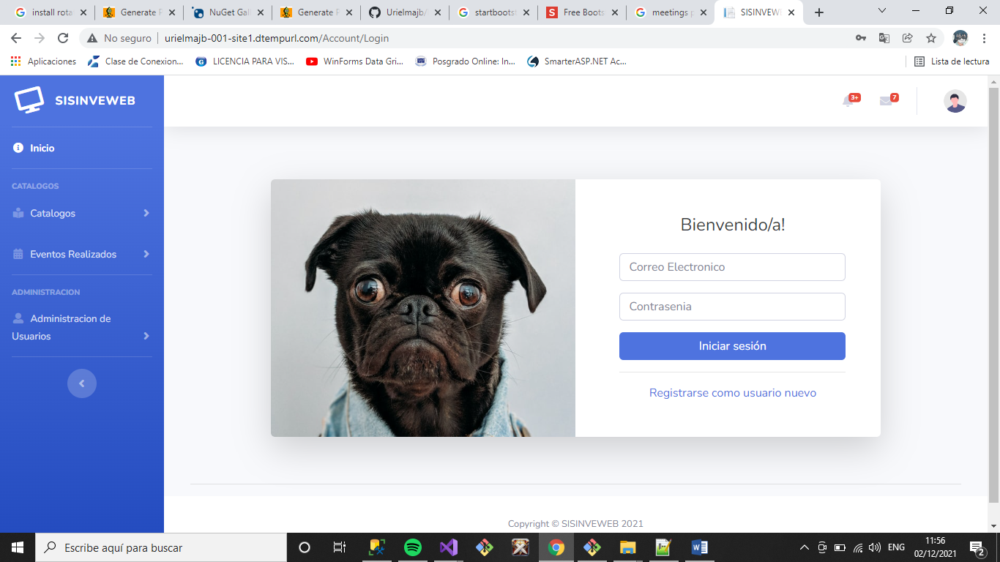 install rota
Generate P
NuGet Gall
Generate P
Urielmajb/
startbootst
Free Boots
meetings p
SISINVEWE
No seguro
urielmajb-001-site1.dtempurl.com/Account/Login
Aplicaciones
Clase de Conexion...
LICENCIA PARA VIS...
WinForms Data Gri...
Posgrado Online: In...
SmarterASP.NET Ac...
Lista de lectura
SISINVEWEB
3+
7
Inicio
CATALOGOS
Catalogos
Eventos Realizados
ADMINISTRACION
Administracion de
Usuarios
Bienvenido/a!
Correo Electronico
Contrasenia
Iniciar sesión
Registrarse como usuario nuevo
Copyright © SISINVEWEB 2021
Escribe aquí para buscar
ENG
11:56
02/12/2021
2